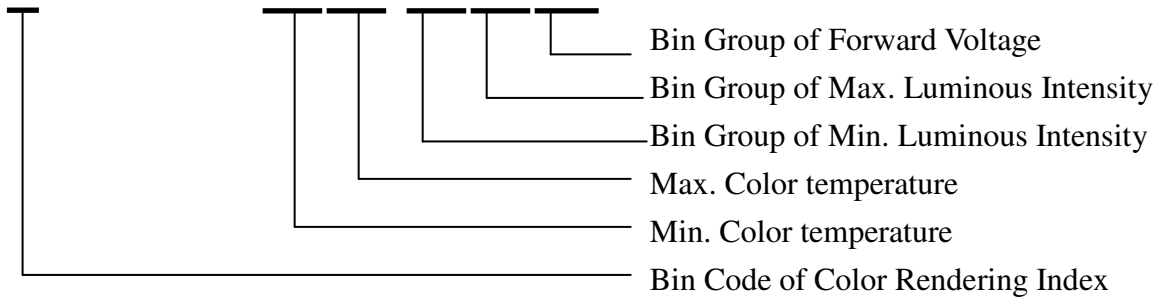 Bin Group of Forward Voltage
Bin Group of Max. Luminous Intensity
Bin Group of Min. Luminous Intensity
Max. Color temperature
Min. Color temperature
Bin Code of Color Rendering Index